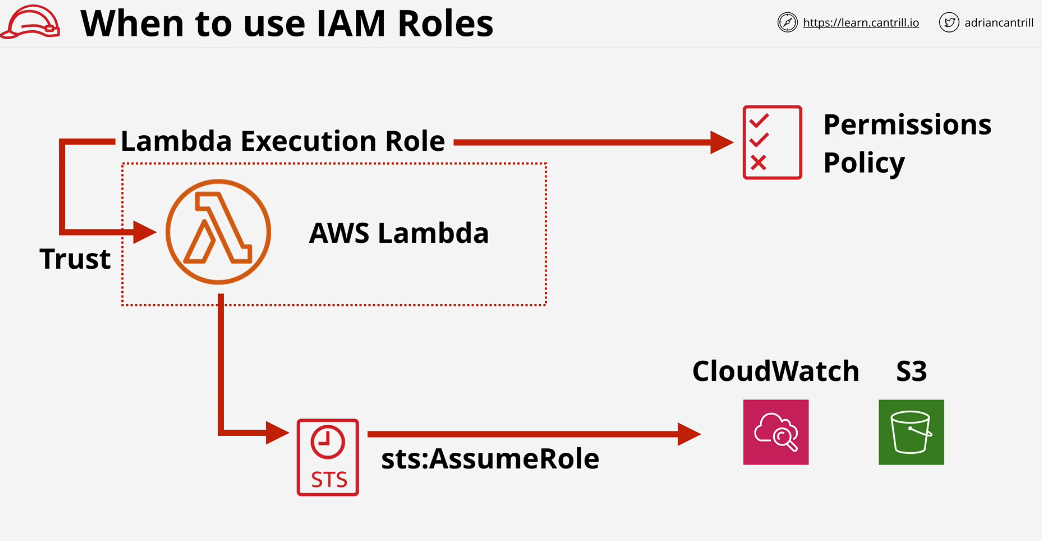 When to use IAM Roles
https://learn.cantrill.io
adriancantrill
Lambda Execution Role
Permissions
Policy
AWS Lambda
Trust
CloudWatch
S3
STS
sts:AssumeRole